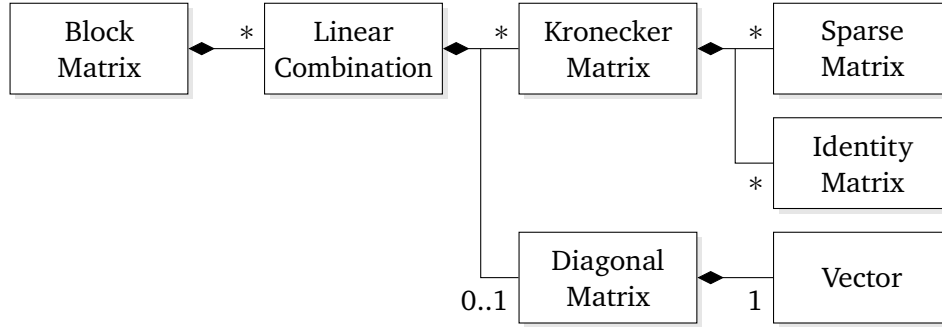 Block
Matrix
*
Linear
Combination
*
Kronecker
Matrix
*
Sparse
Matrix
*
Identity
Matrix
0..1
Diagonal
Matrix
1
Vector